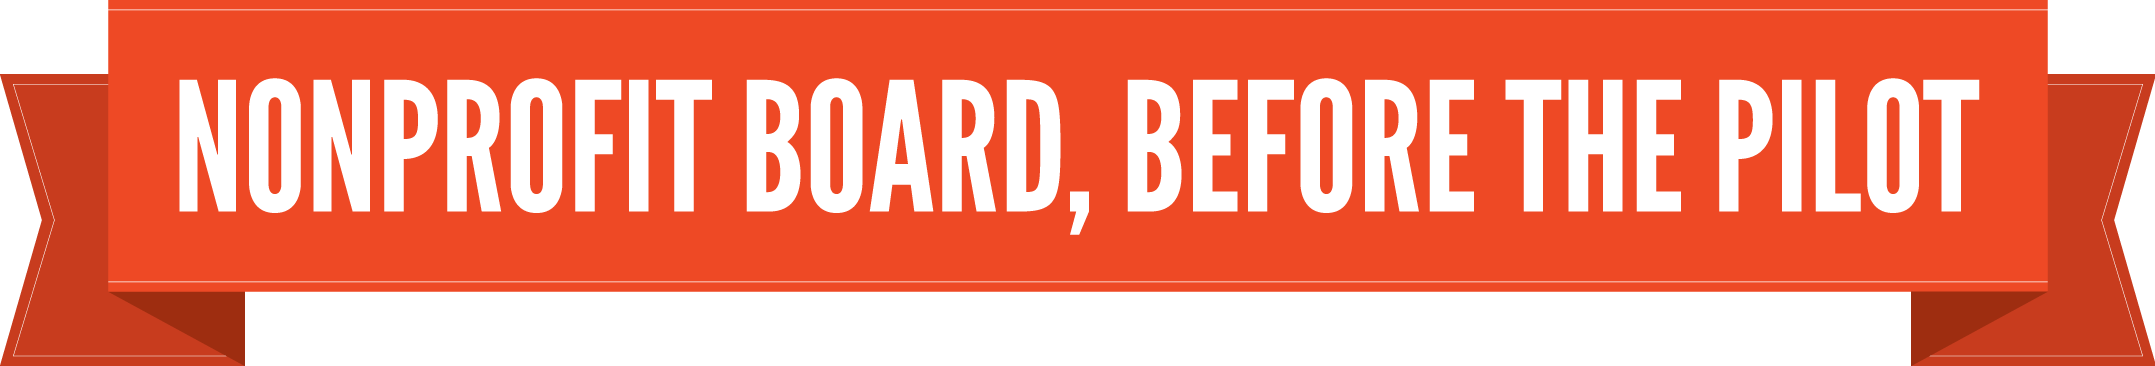 NONPROFIT BOARD, BEFORE THE PILOT